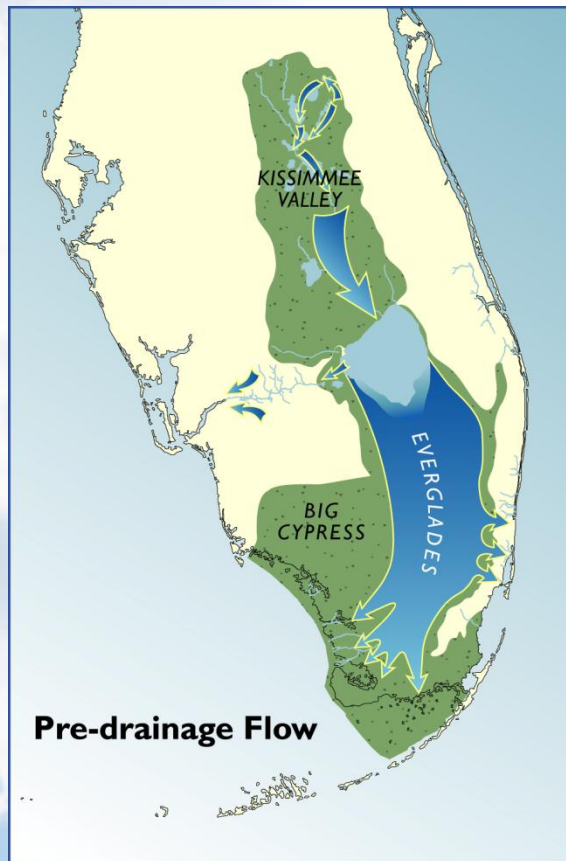 KISSIMMEE
VALLEY
EVERGLADES
BIG
CYPRESS
Pre-drainage Flow